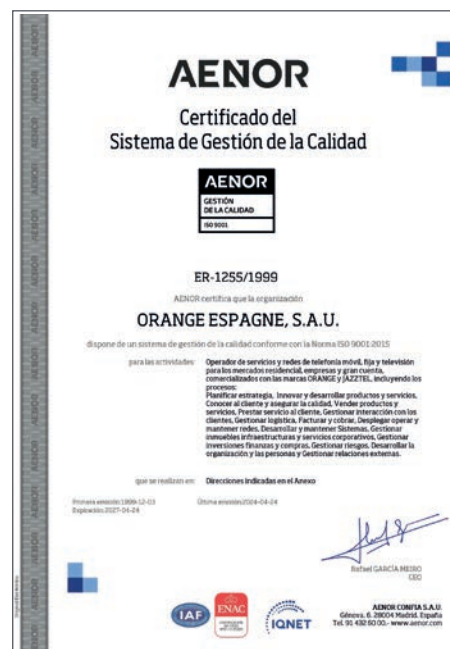 AENOR
Certificado del
Sistema de Gestión de la Calidad
AENOR
GESTIÓN
DE LA CALIDAD
ISO 9001
ER-1255/1999
AENOR certifica que la organización
ORANGE ESPAGNE, S.A.U.
dispone de un sistema de gestión de la calidad conforme con la Norma ISO 9001:2015
para las actividades: Operador de servicios y redes de telefonía móvil, fija y televisión
para los mercados residencial, empresas y gran cuenta,
comercializados con las marcas ORANGE y JAZZTEL, incluyendo los
procesos:
Planificar estrategia, Innovar y desarrollar productos y servicios,
Conocer al cliente y asegurar la calidad, Vender productos y
servicios, Prestar servicio al cliente, Gestionar interacción con los
clientes, Gestionar logística, Facturar y cobrar, Desplegar operar y
mantener redes, Desarrollar y mantener Sistemas, Gestionar
inmuebles infraestructuras y servicios corporativos, Gestionar
inversiones finanzas y compras, Gestionar riesgos, Desarrollar la
organización y las personas y Gestionar relaciones externas.
que se realizan en: Direcciones indicadas en el Anexo
Primera emisión: 1999-12-03 Última emisión: 2024-04-24
Expiración: 2027-04-24
Rafael GARCÍA MEIRO
CEO
IAF
ENAC
IQNET
AENOR CONFIA S.A.U.
Génova, 6. 28004 Madrid. España
Tel. 91 432 60 00.- www.aenor.com